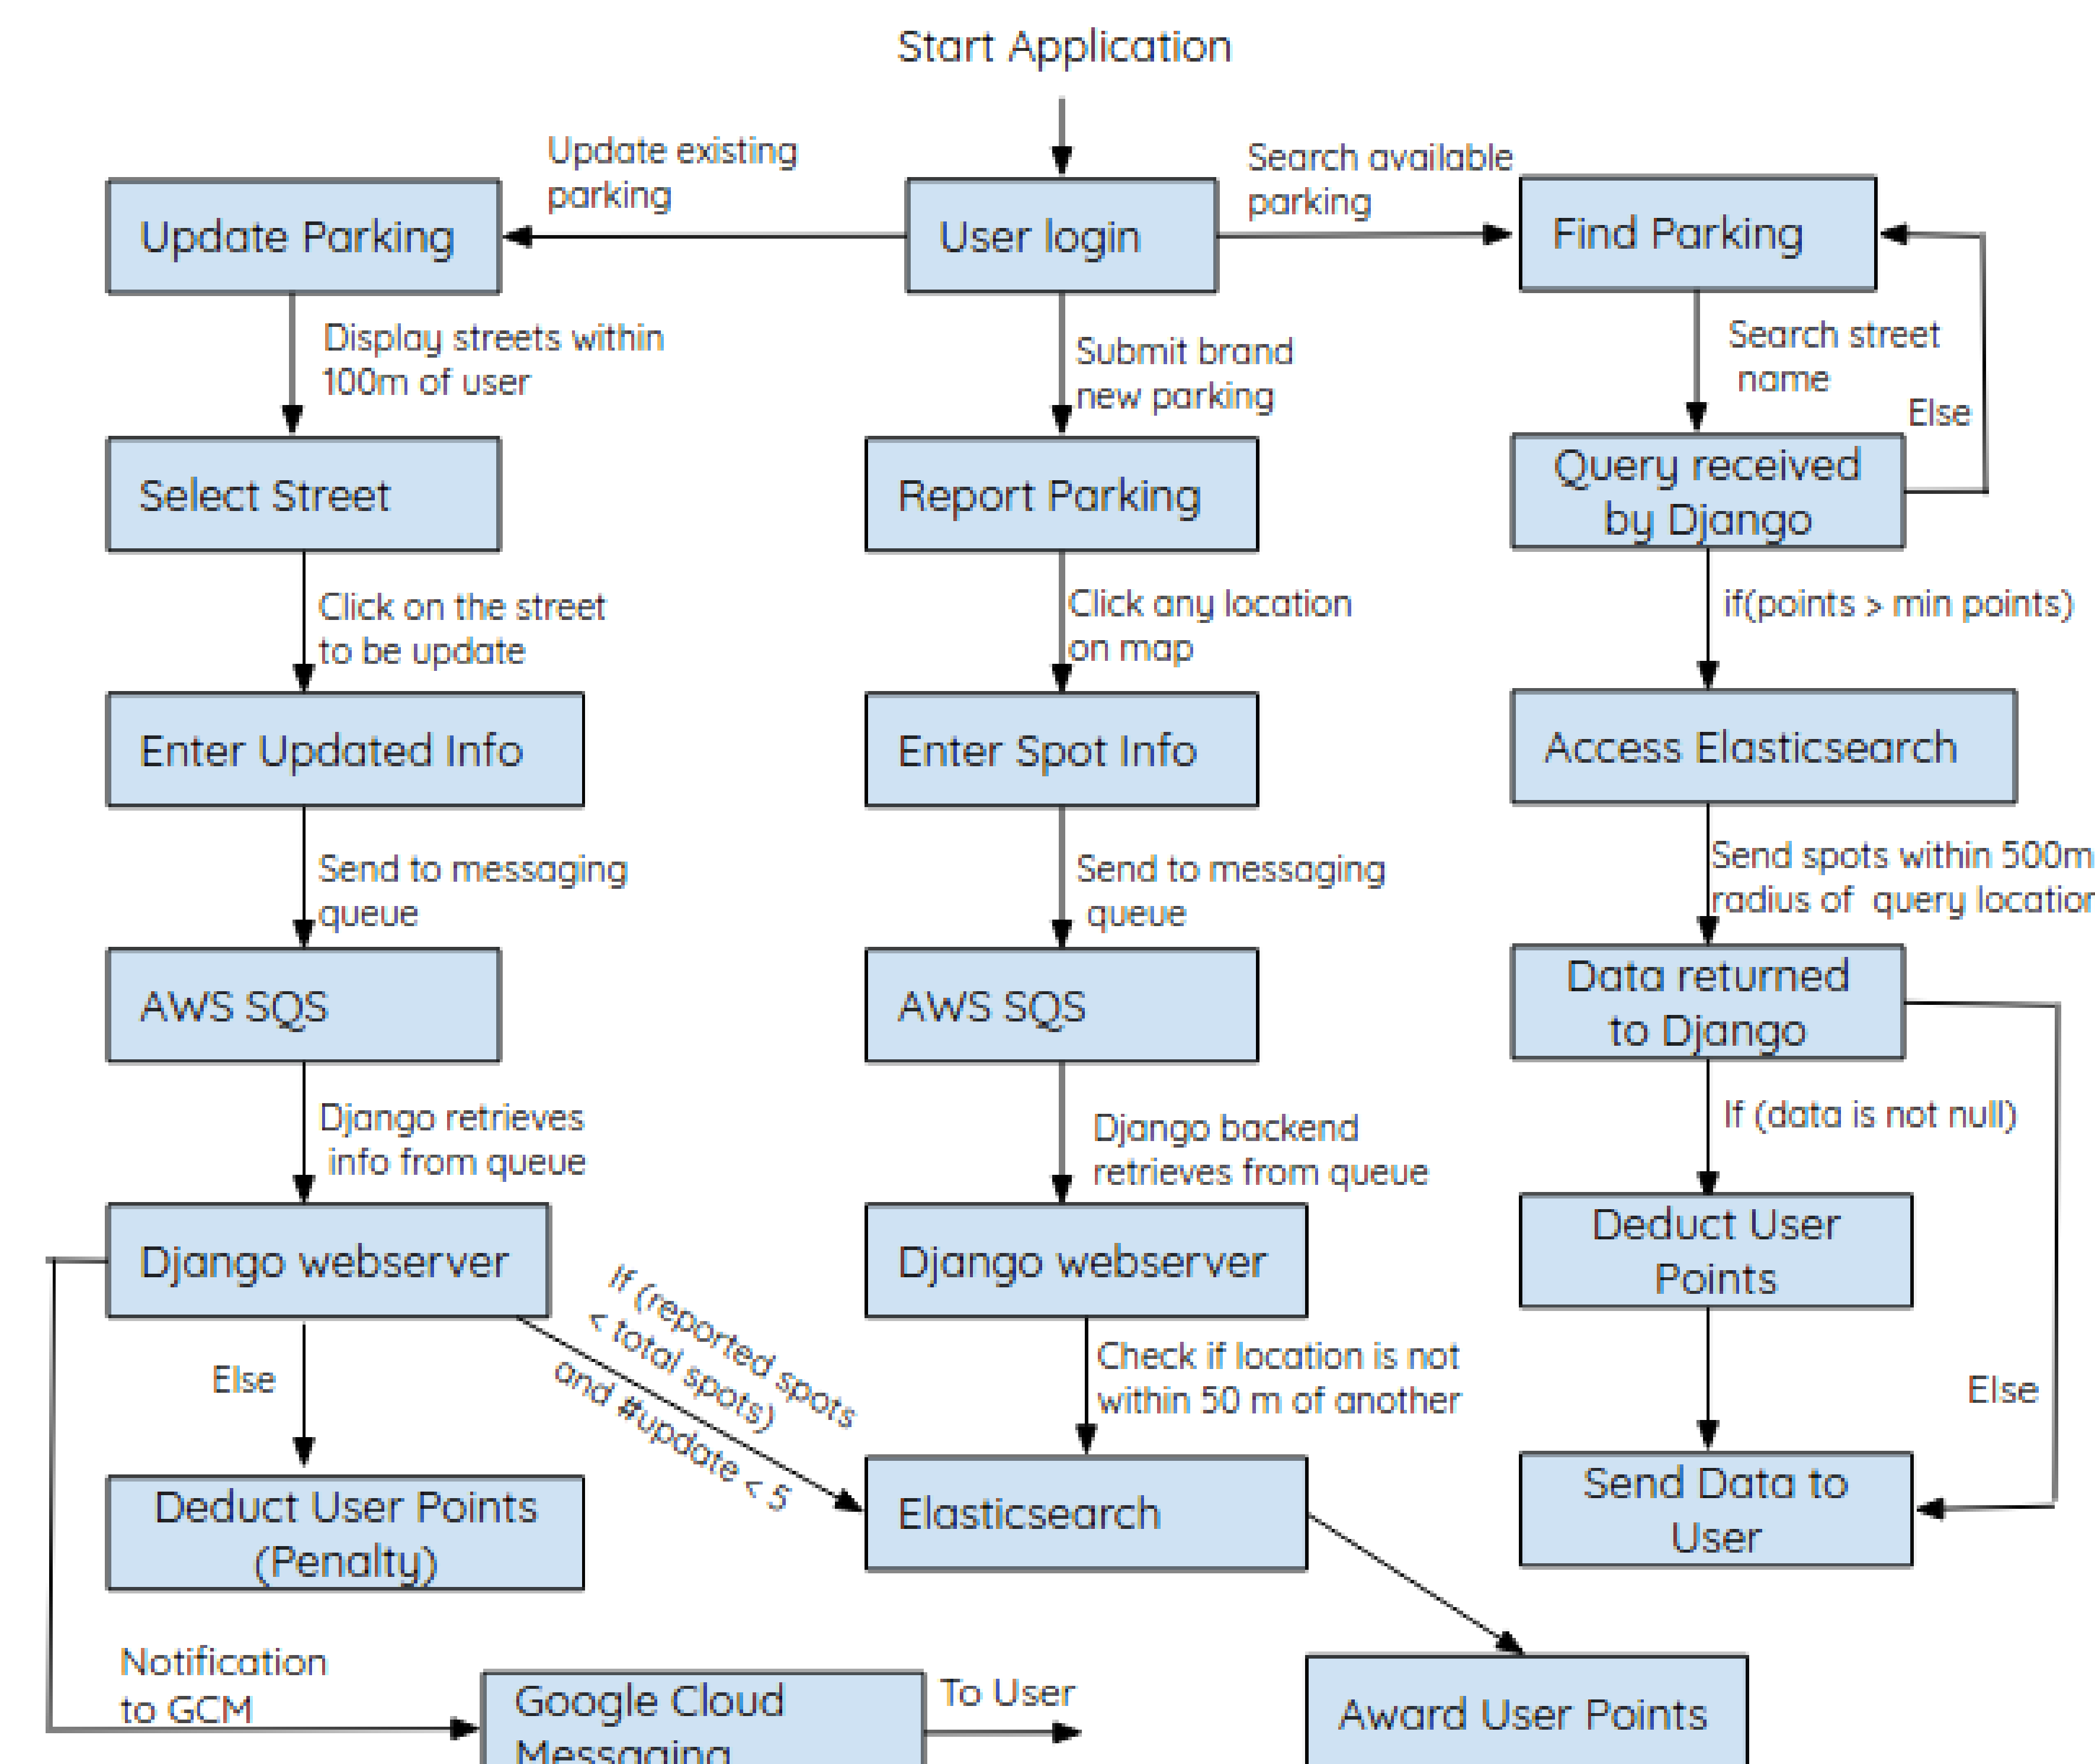 Start Application
Update existing
parking
Search available
parking
Update Parking
User login
Find Parking
Display streets within
100m of user
Submit brand
new parking
Search street
name
Else
Select Street
Report Parking
Query received
by Django
Click on the street
to be update
Click any location
on map
if(points > min points)
Enter Updated Info
Enter Spot Info
Access Elasticsearch
Send to messaging
queue
Send to messaging
queue
Send spots within 500m
radius of query location
AWS SQS
AWS SQS
Data returned
to Django
Django retrieves
info from queue
Django backend
retrieves from queue
If (data is not null)
Django webserver
Django webserver
Deduct User
Points
If (reported spots
< total spots)
and #update < 5
Else
Check if location is not
within 50 m of another
Else
Deduct User Points
(Penalty)
Elasticsearch
Send Data to
User
Notification
to GCM
Google Cloud
Messaging
To User
Award User Points